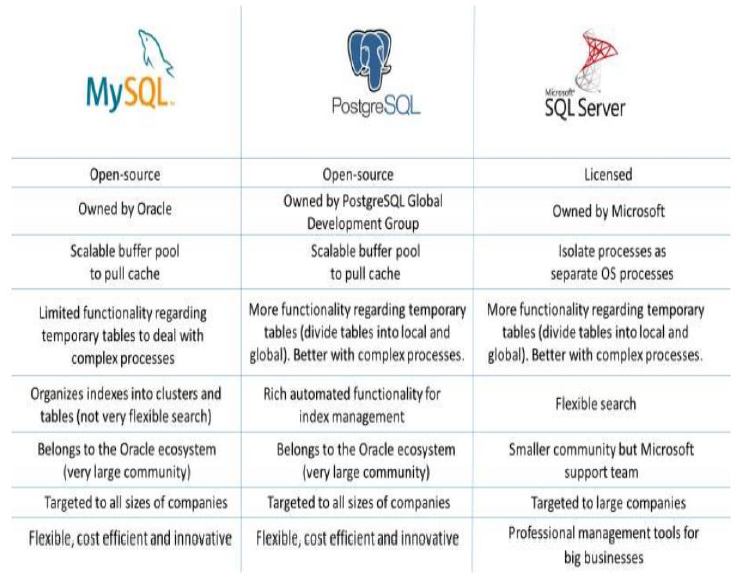 MySQL™
PostgreSQL
Microsoft®
SQL Server
Open-source
Open-source
Licensed
Owned by Oracle
Owned by PostgreSQL Global
Development Group
Owned by Microsoft
Scalable buffer pool
to pull cache
Scalable buffer pool
to pull cache
Isolate processes as
separate OS processes
Limited functionality regarding
temporary tables to deal with
complex processes
More functionality regarding temporary
tables (divide tables into local and
global). Better with complex processes.
More functionality regarding temporary
tables (divide tables into local and
global). Better with complex processes.
Organizes indexes into clusters and
tables (not very flexible search)
Rich automated functionality for
index management
Flexible search
Belongs to the Oracle ecosystem
(very large community)
Belongs to the Oracle ecosystem
(very large community)
Smaller community but Microsoft
support team
Targeted to all sizes of companies
Targeted to all sizes of companies
Targeted to large companies
Flexible, cost efficient and innovative
Flexible, cost efficient and innovative
Professional management tools for
big businesses